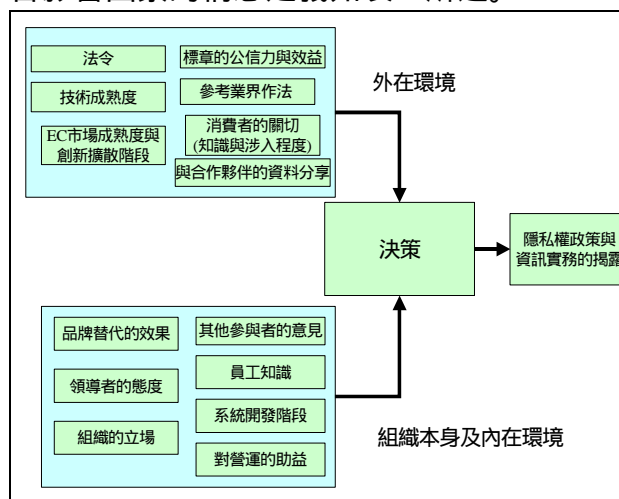 法令
標章的公信力與效益
技術成熟度
參考業界作法
EC市場成熟度與
創新擴散階段
消費者的關切
(知識與涉入程度)
與合作夥伴的資料分享
外在環境
決策
隱私權政策與
資訊實務的揭露
品牌替代的效果
其他參與者的意見
領導者的態度
員工知識
組織的立場
系統開發階段
對營運的助益
組織本身及內在環境